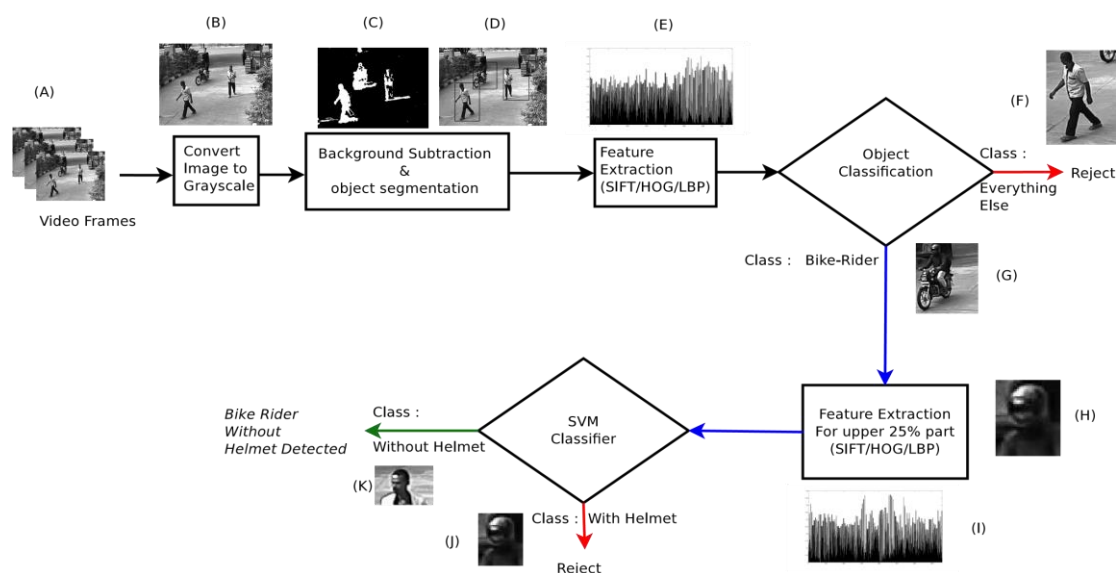 (A)
(B)
(C)
(D)
(E)
(F)
Video Frames
Convert
Image to
Grayscale
Background Subtraction
&
object segmentation
Feature
Extraction
(SIFT/HOG/LBP)
Object
Classification
Class :
Everything
Else
Reject
Class : Bike-Rider
(G)
Feature Extraction
For upper 25% part
(SIFT/HOG/LBP)
(H)
(I)
SVM
Classifier
Class :
Without Helmet
Bike Rider
Without
Helmet Detected
(K)
Class : With Helmet
(J)
Reject